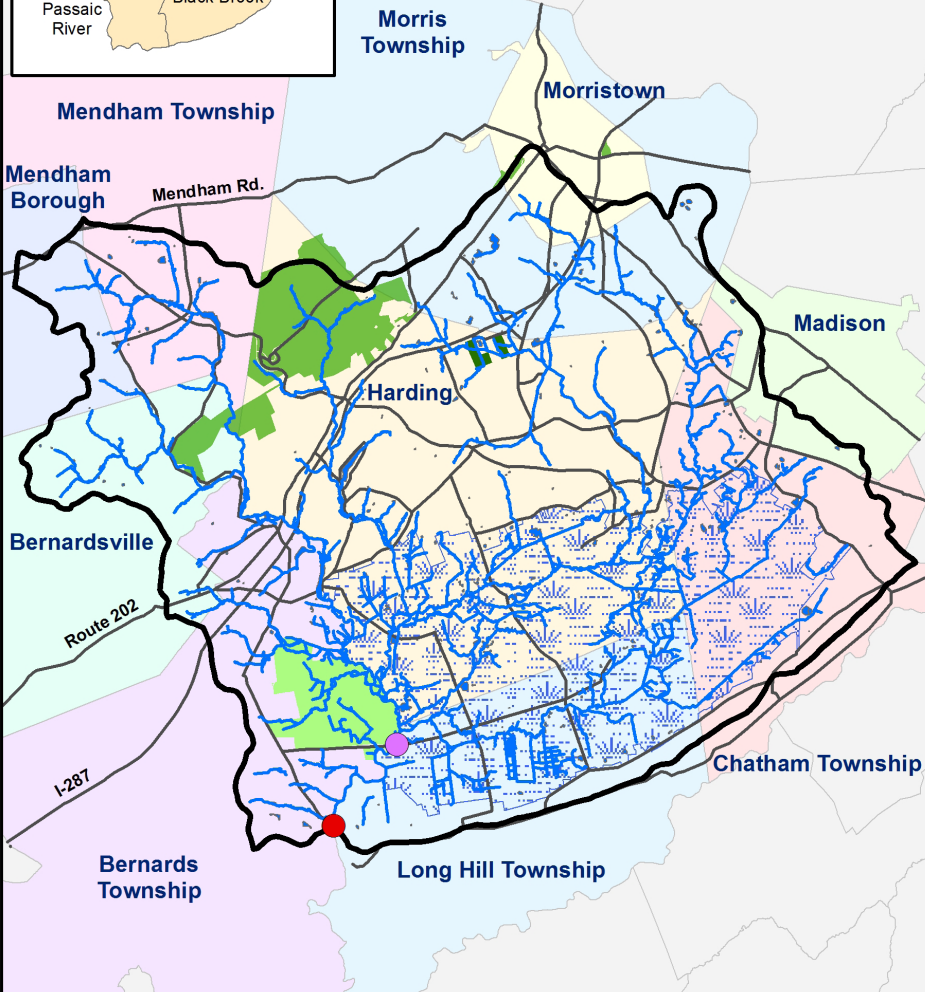 Passaic
River
Morris
Township
Morristown
Mendham Township
Mendham
Borough
Mendham Rd.
Madison
Harding
Bernardsville
Route 202
I-287
Chatham Township
Bernards
Township
Long Hill Township